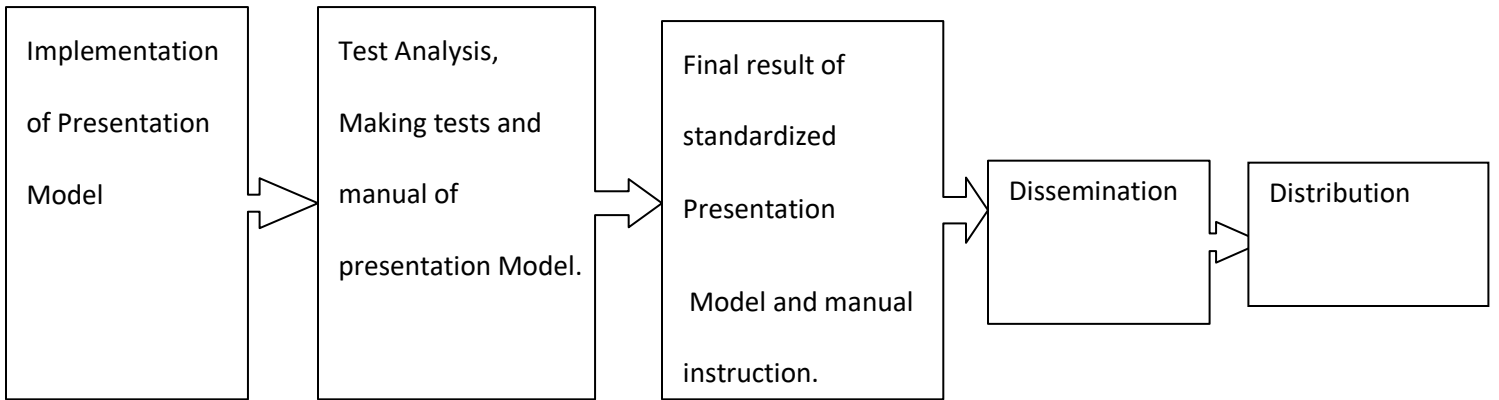 Implementation
of Presentation
Model
Test Analysis,
Making tests and
manual of
presentation Model.
Final result of
standardized
Presentation
Model and manual
instruction.
Dissemination
Distribution